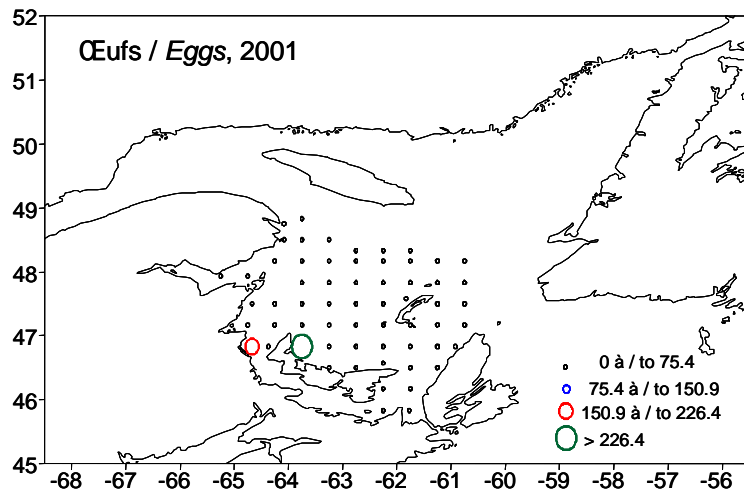 Œufs / Eggs, 2001
52
51
50
49
48
47
46
45
0 à / to 75.4
75.4 à / to 150.9
150.9 à / to 226.4
> 226.4
-68 -67 -66 -65 -64 -63 -62 -61 -60 -59 -58 -57 -56